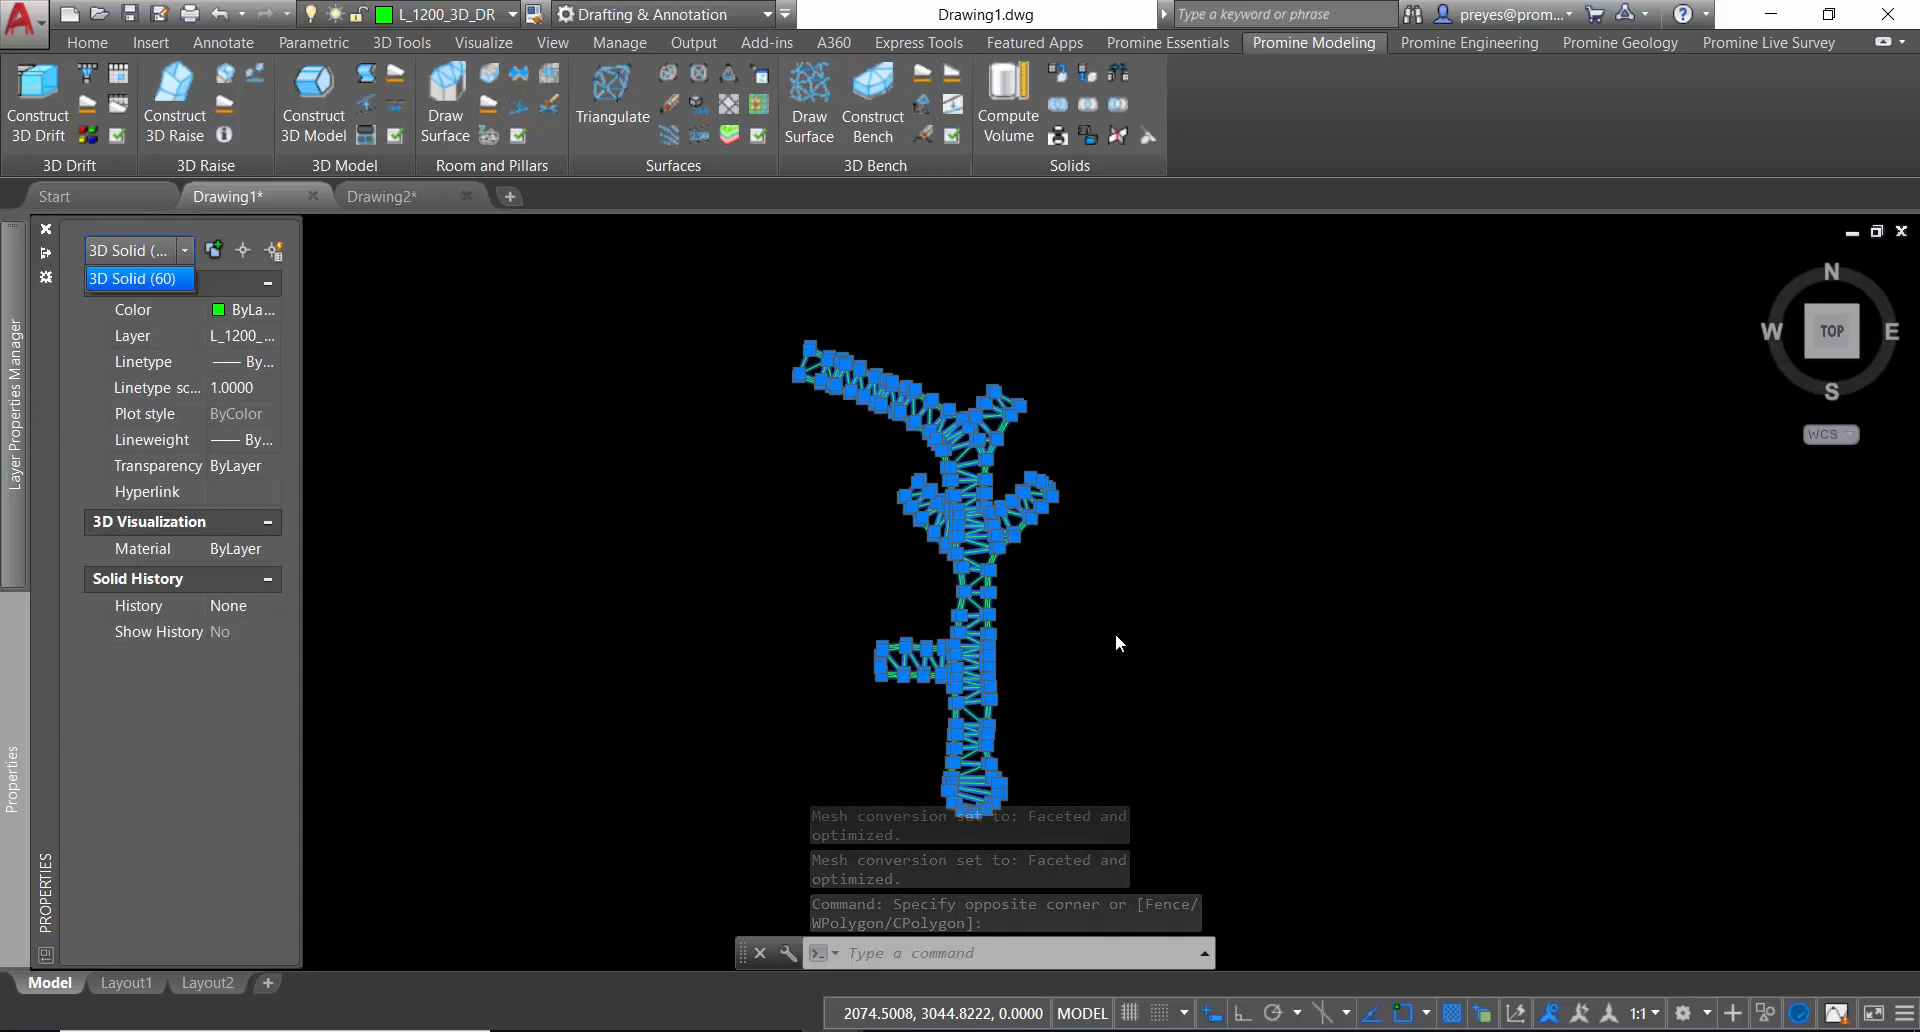 L_1200_3D_DR
Drafting & Annotation
Drawing1.dwg
Type a keyword or phrase
preyes@prom...
Home Insert Annotate Parametric 3D Tools Visualize View Manage Output Add-ins A360 Express Tools Featured Apps Promine Essentials Promine Modeling Promine Engineering Promine Geology Promine Live Survey
Construct
3D Drift
Construct
3D Raise
Construct
3D Model
Draw
Surface
Triangulate
Draw
Surface
Construct
Bench
Compute
Volume
3D Drift 3D Raise 3D Model Room and Pillars Surfaces 3D Bench Solids
Start Drawing1* Drawing2*
Layer Properties Manager
Properties
PROPERTIES
3D Solid (...
3D Solid (60)
Color ByLa...
Layer L_1200_...
Linetype By...
Linetype sc... 1.0000
Plot style ByColor
Lineweight By...
Transparency ByLayer
Hyperlink
3D Visualization
Material ByLayer
Solid History
History None
Show History No
N
W TOP E
S
WCS
Mesh conversion set to: Faceted and
optimized.
Mesh conversion set to: Faceted and
optimized.
Command: Specify opposite corner or [Fence/
WPolygon/CPolygon]:
Type a command
Model Layout1 Layout2
2074.5008, 3044.8222, 0.0000 MODEL 1:1